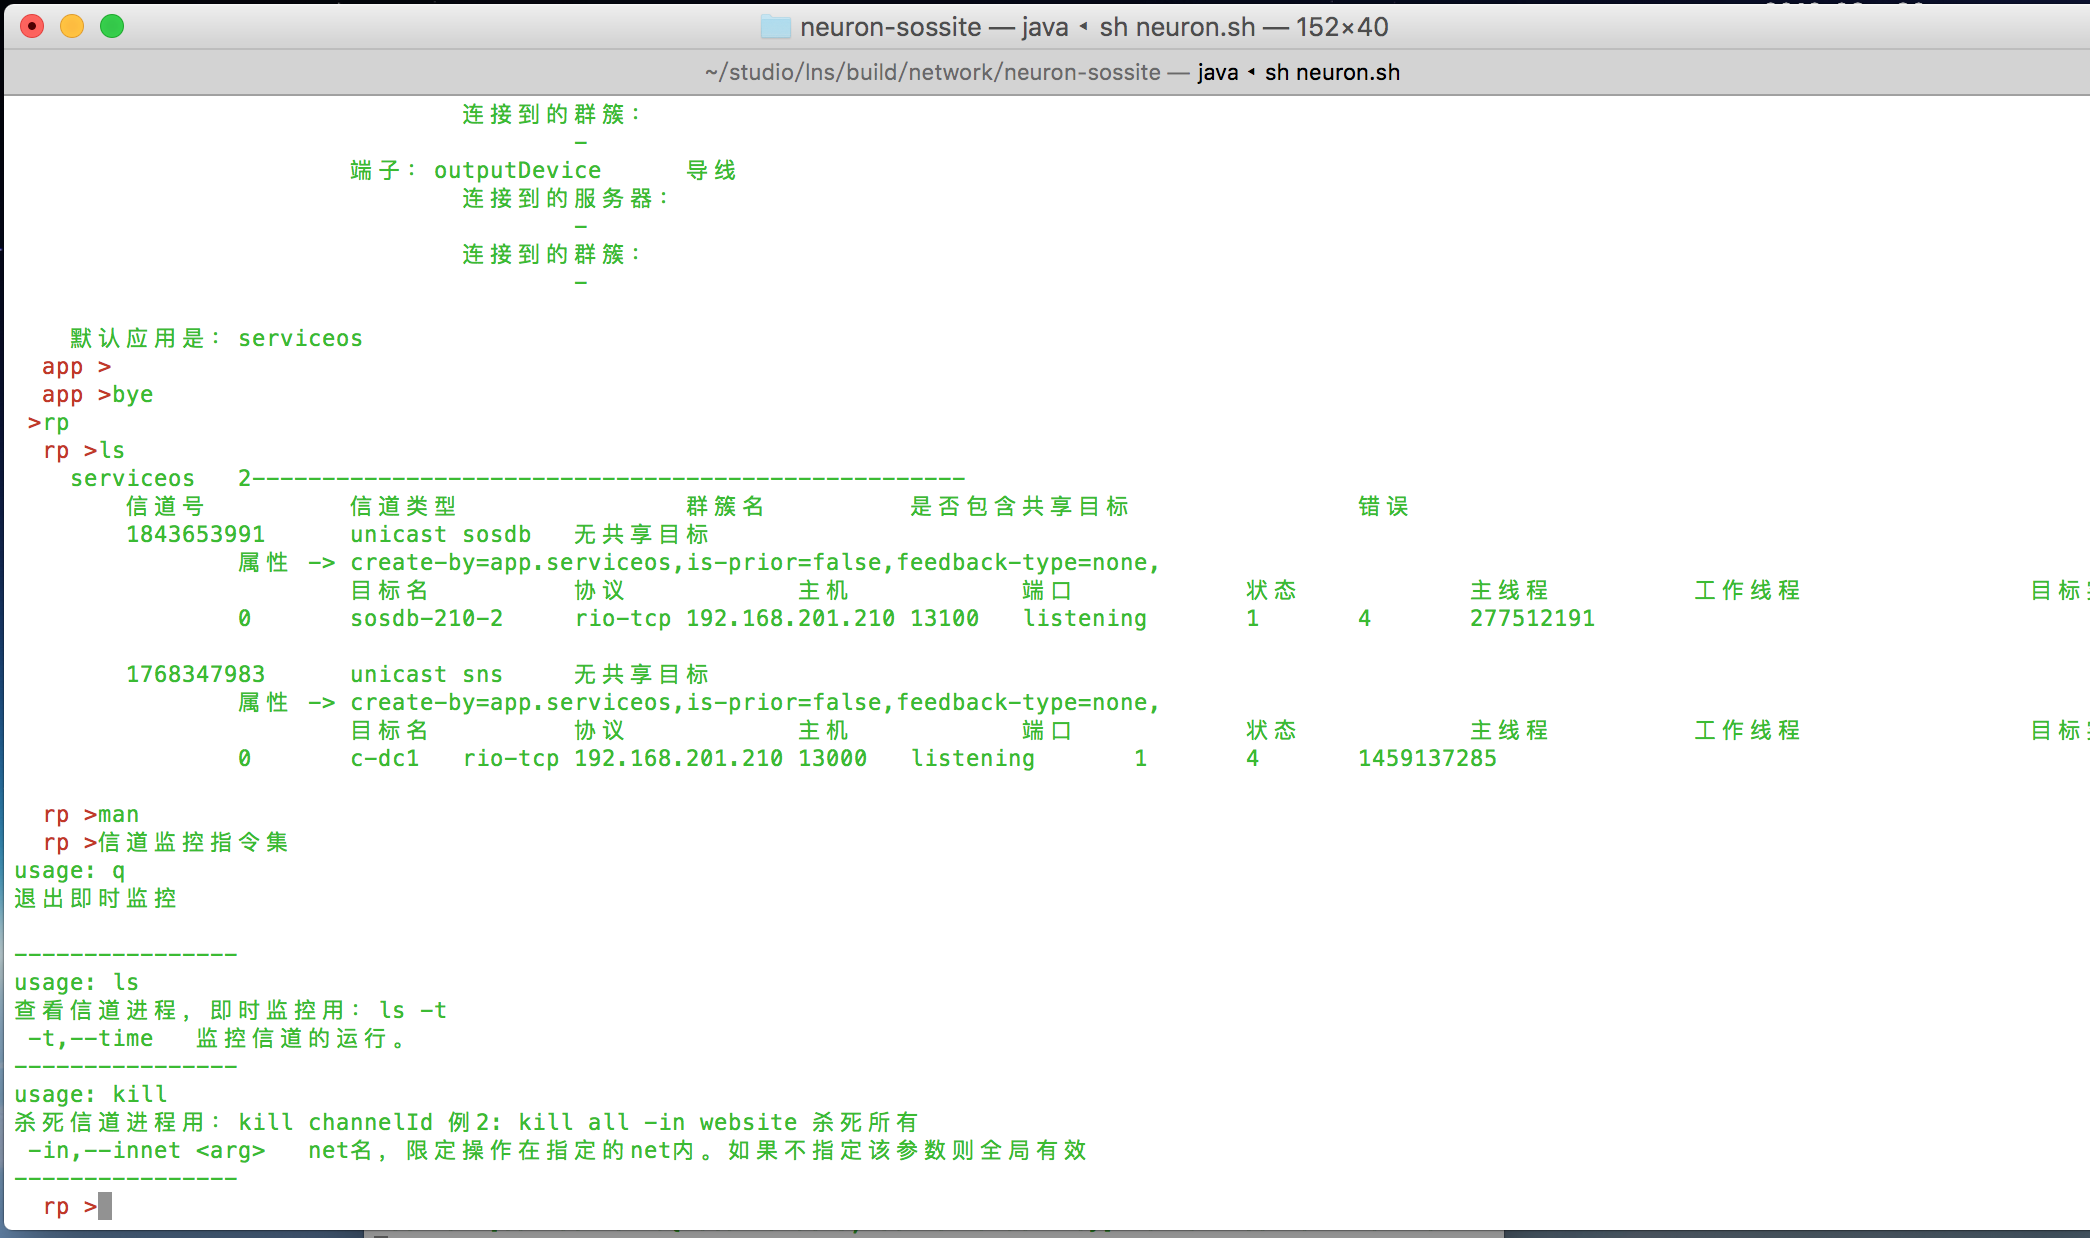 neuron-sossite — java ◂ sh neuron.sh — 152×40
~/studio/lns/build/network/neuron-sossite — java ◂ sh neuron.sh
连接到的群簇：
-
端子： outputDevice 导线
连接到的服务器：
-
连接到的群簇：
-
默认应用是： serviceos
app >
app >bye
>rp
rp >ls
serviceos 2---------------------------------------------------
信道号 信道类型 群簇名 是否包含共享目标 错误
1843653991 unicast sosdb 无共享目标
属性 -> create-by=app.serviceos,is-prior=false,feedback-type=none,
目标名 协议 主机 端口 状态 主线程 工作线程 目标
0 sosdb-210-2 rio-tcp 192.168.201.210 13100 listening 1 4 277512191
1768347983 unicast sns 无共享目标
属性 -> create-by=app.serviceos,is-prior=false,feedback-type=none,
目标名 协议 主机 端口 状态 主线程 工作线程 目标
0 c-dc1 rio-tcp 192.168.201.210 13000 listening 1 4 1459137285
rp >man
rp >信道监控指令集
usage: q
退出即时监控
----------------
usage: ls
查看信道进程，即时监控用： ls -t
-t,--time 监控信道的运行。
----------------
usage: kill
杀死信道进程用： kill channelId 例2: kill all -in website 杀死所有
-in,--innet <arg> net名，限定操作在指定的net内。如果不指定该参数则全局有效
----------------
rp >